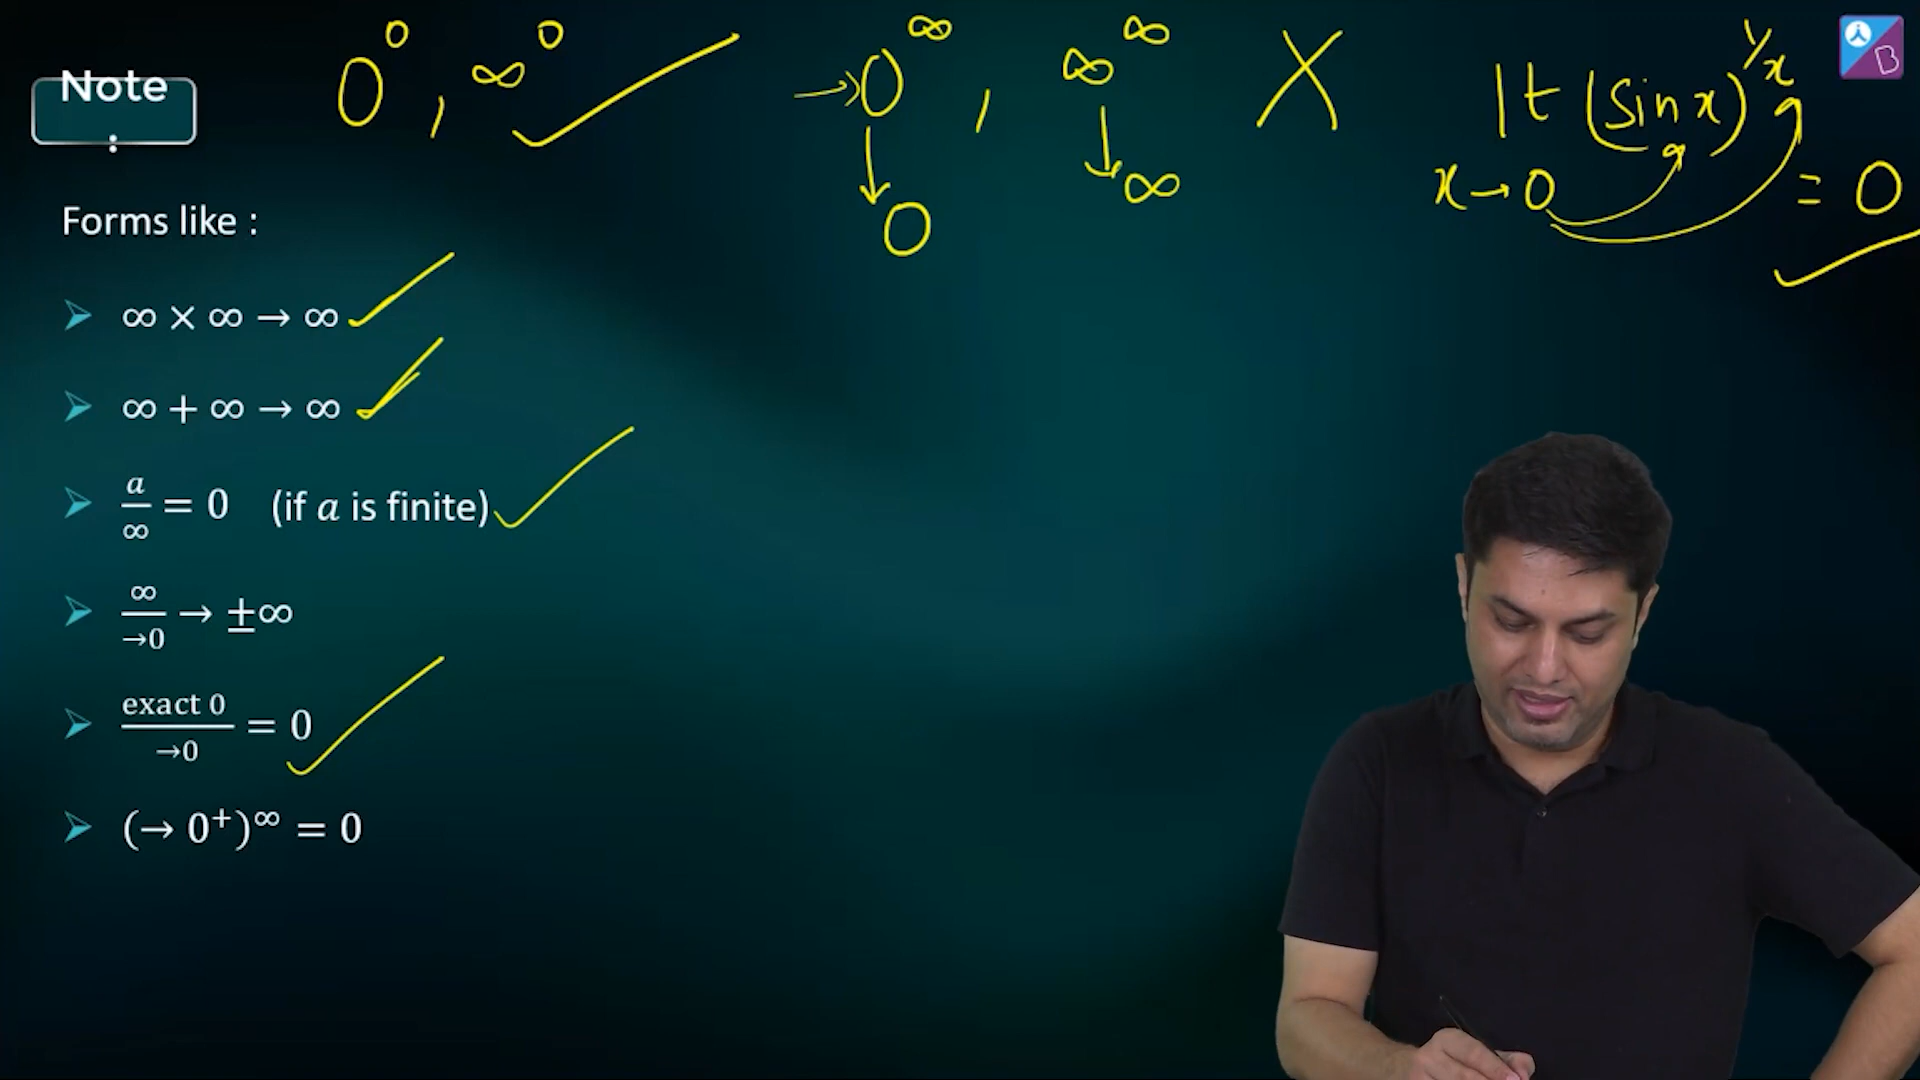 0⁰ , ∞⁰ →0^∞ , ∞^∞ X
↓ 0 ↓ ∞
lt (sin x)^1/x
x → 0 = 0
B
Note
:
Forms like :
➢ ∞ × ∞ → ∞
➢ ∞ + ∞ → ∞
➢ a/∞ = 0 (if a is finite)
➢ ∞/→0 → ±∞
➢ exact 0/→0 = 0
➢ (→ 0⁺)^∞ = 0